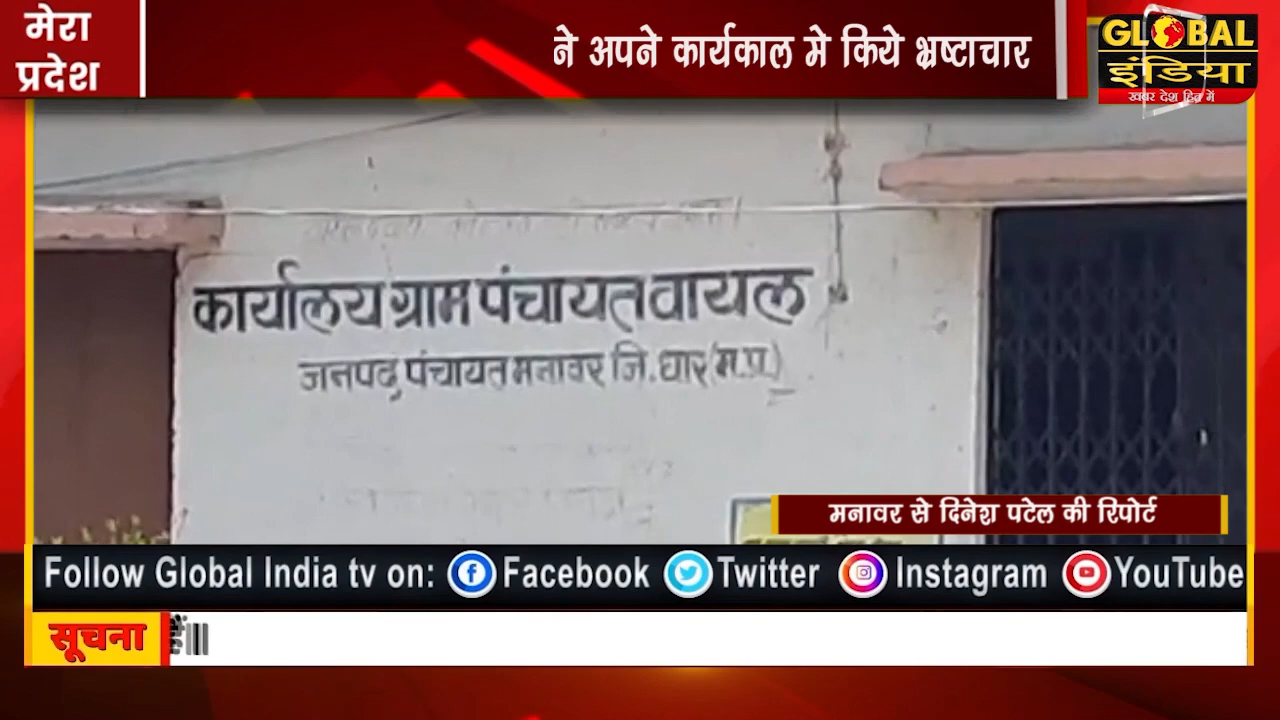 मेरा
प्रदेश
ने अपने कार्यकाल मे किये भ्रष्टाचार
GLOBAL
इंडिया
खबर देश हित में
कार्यालय ग्राम पंचायत वायल
जनपद पंचायत मनावर जि.धार(म.प्र.)
मनावर से दिनेश पटेल की रिपोर्ट
Follow Global India tv on: Facebook Twitter Instagram YouTube
सूचना हैं|||